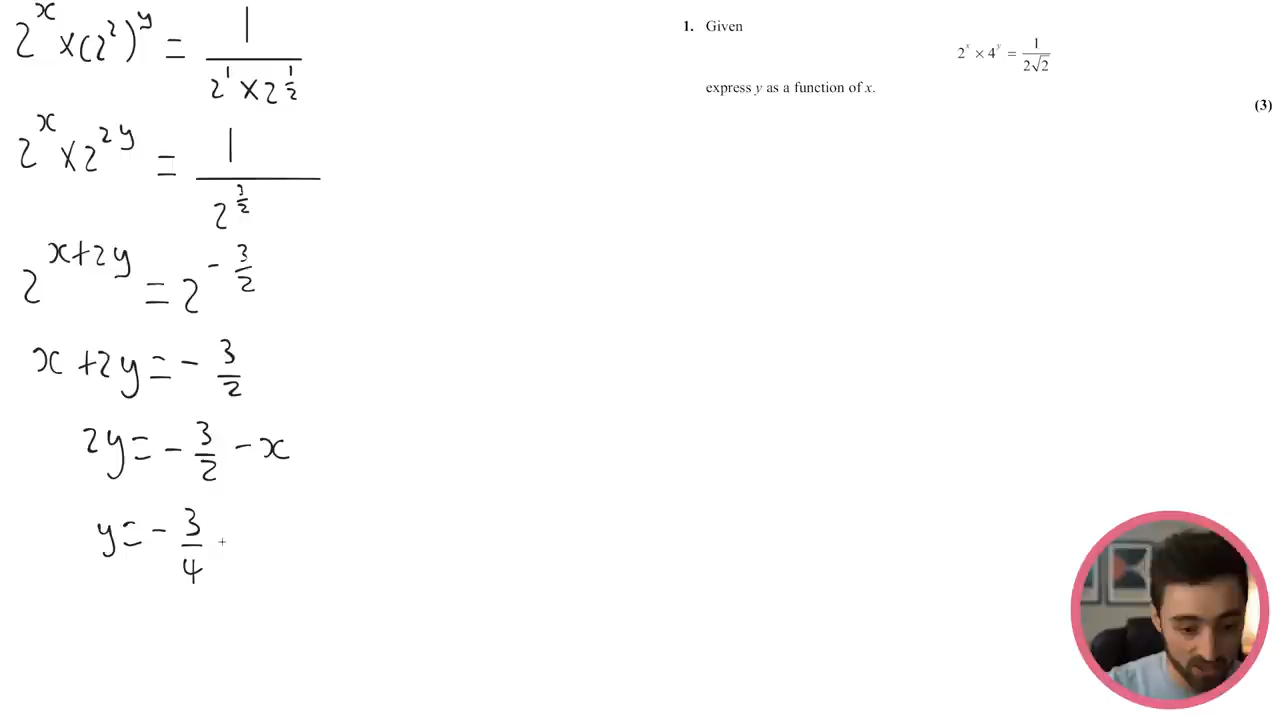 2^x × (2^2)^y = 1/(2^1 × 2^(1/2))
2^x × 2^(2y) = 1/2^(3/2)
2^(x+2y) = 2^(-3/2)
x + 2y = - 3/2
2y = - 3/2 - x
y = - 3/4
1. Given
2^x × 4^y = 1/(2√2)
express y as a function of x.
(3)